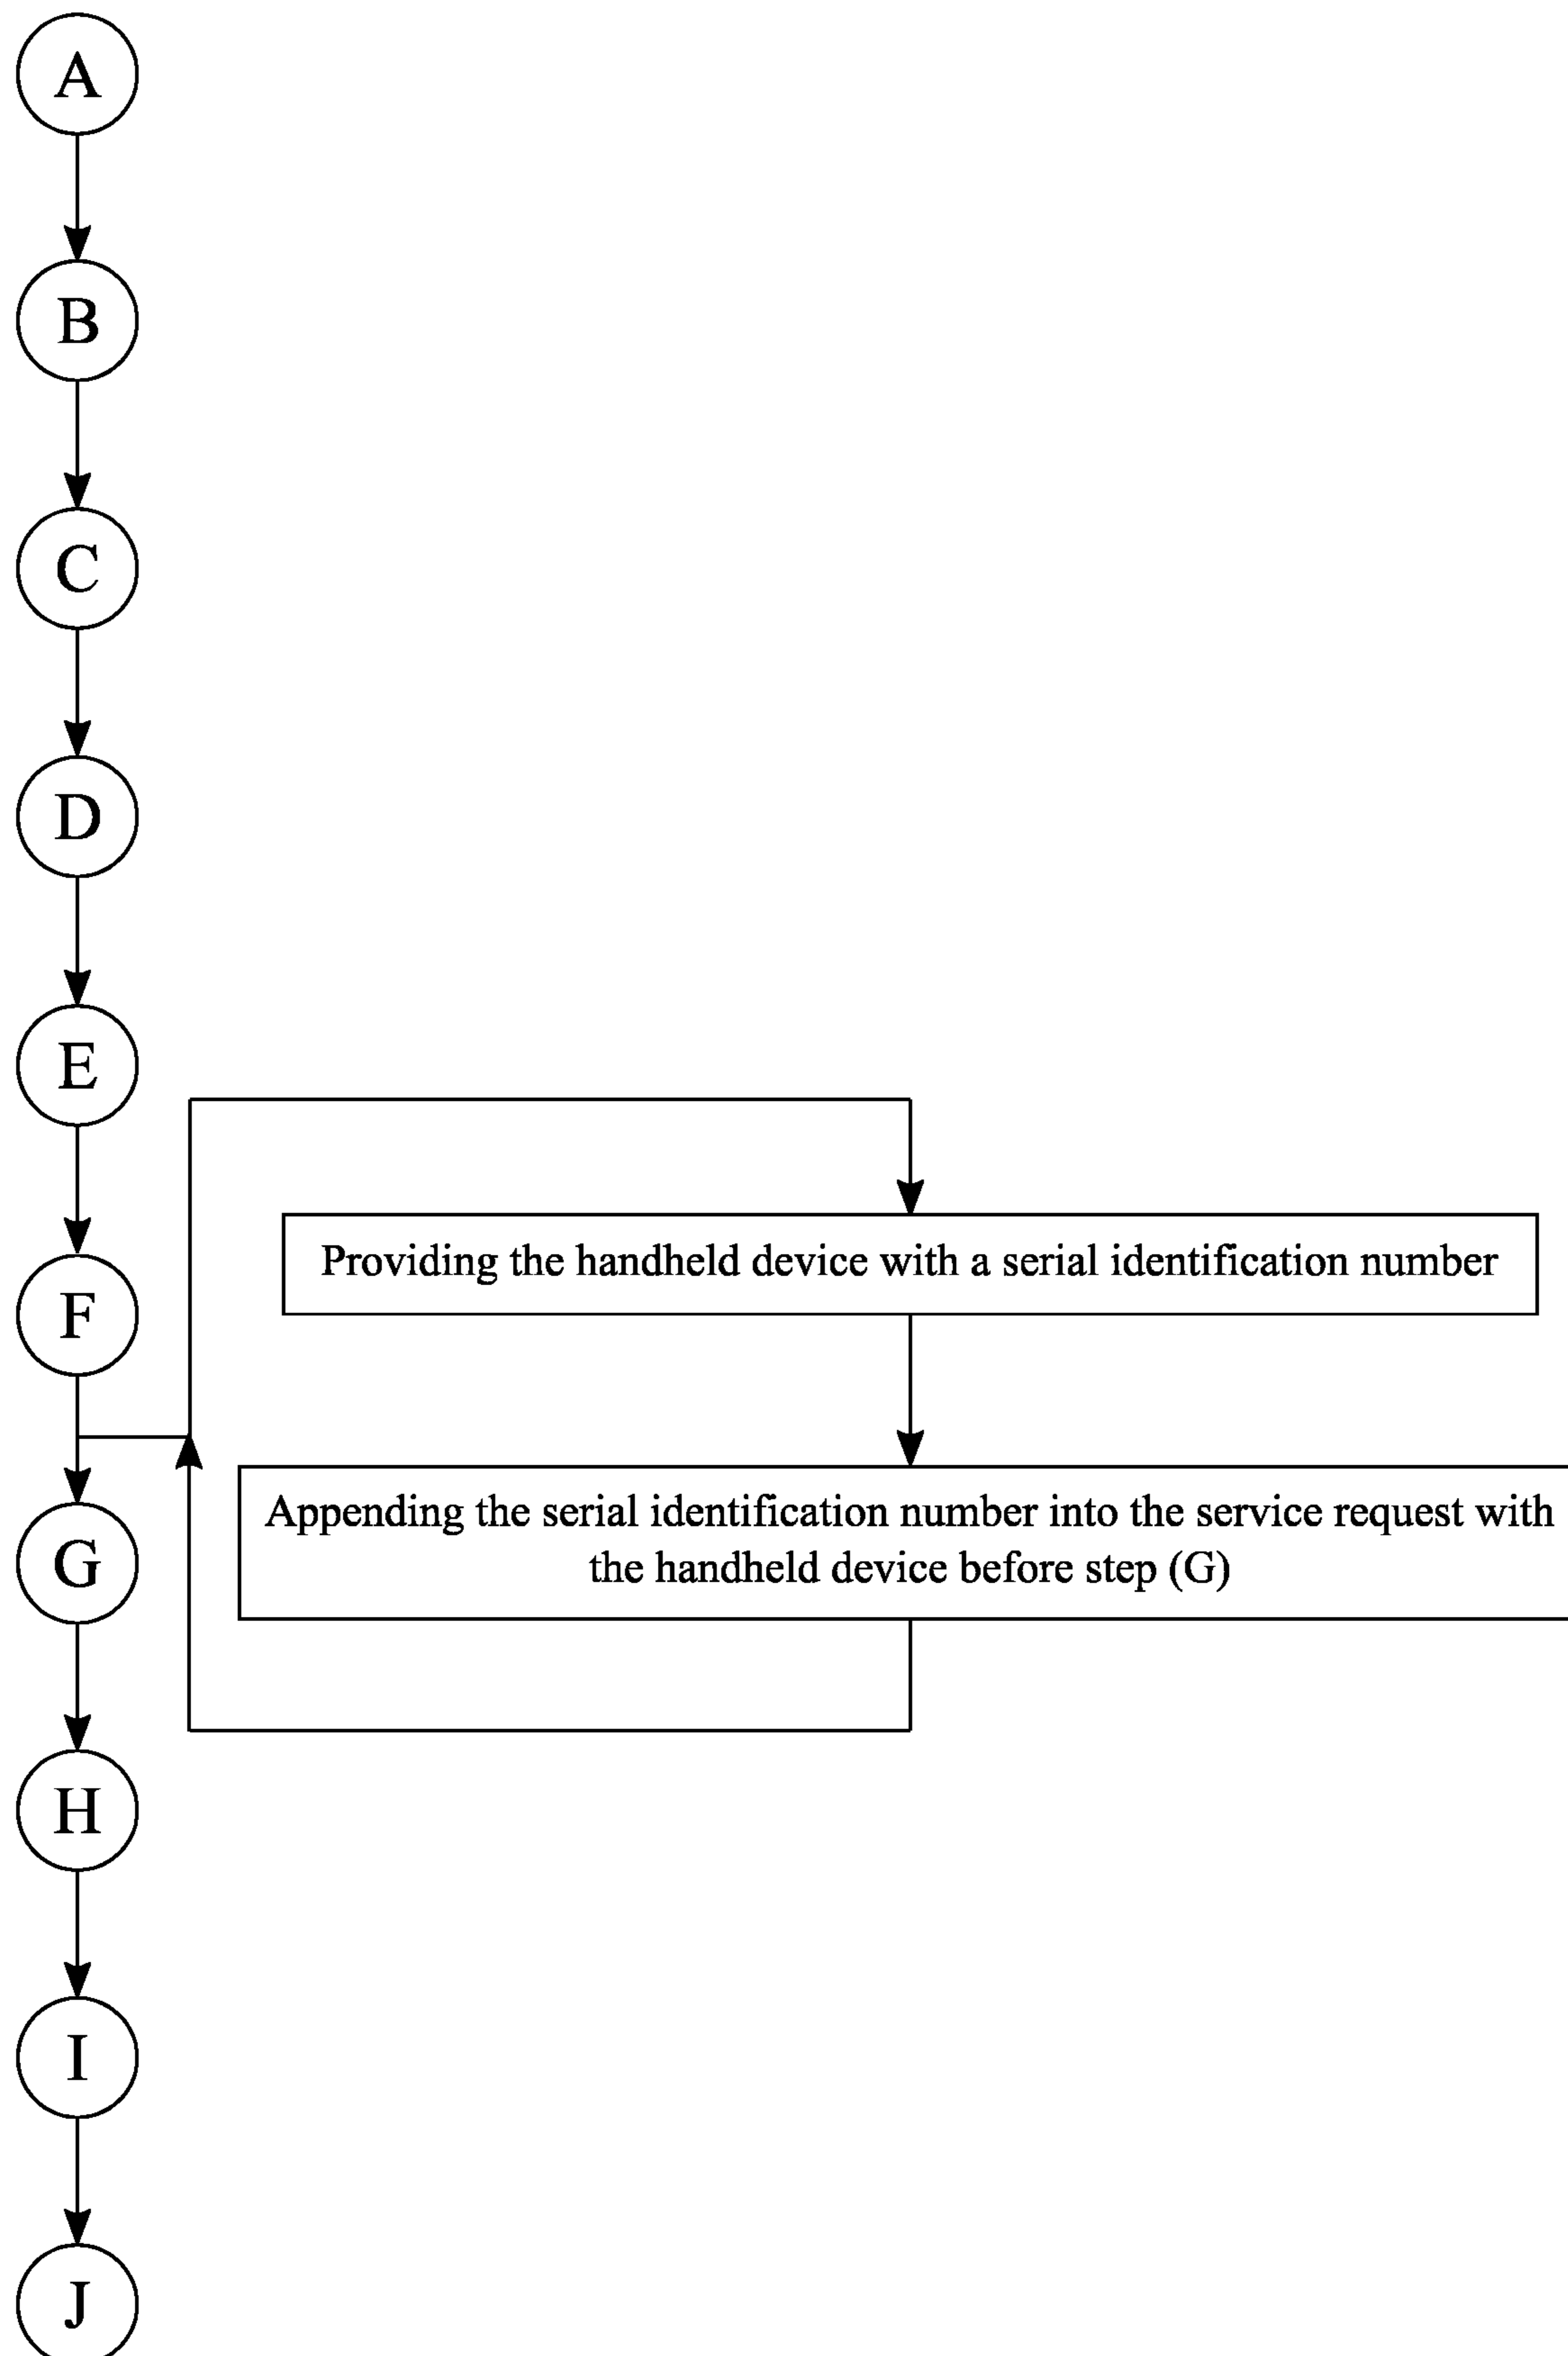 A
B
C
D
E
Providing the handheld device with a serial identification number
F
Appending the serial identification number into the service request with
the handheld device before step (G)
G
H
I
J